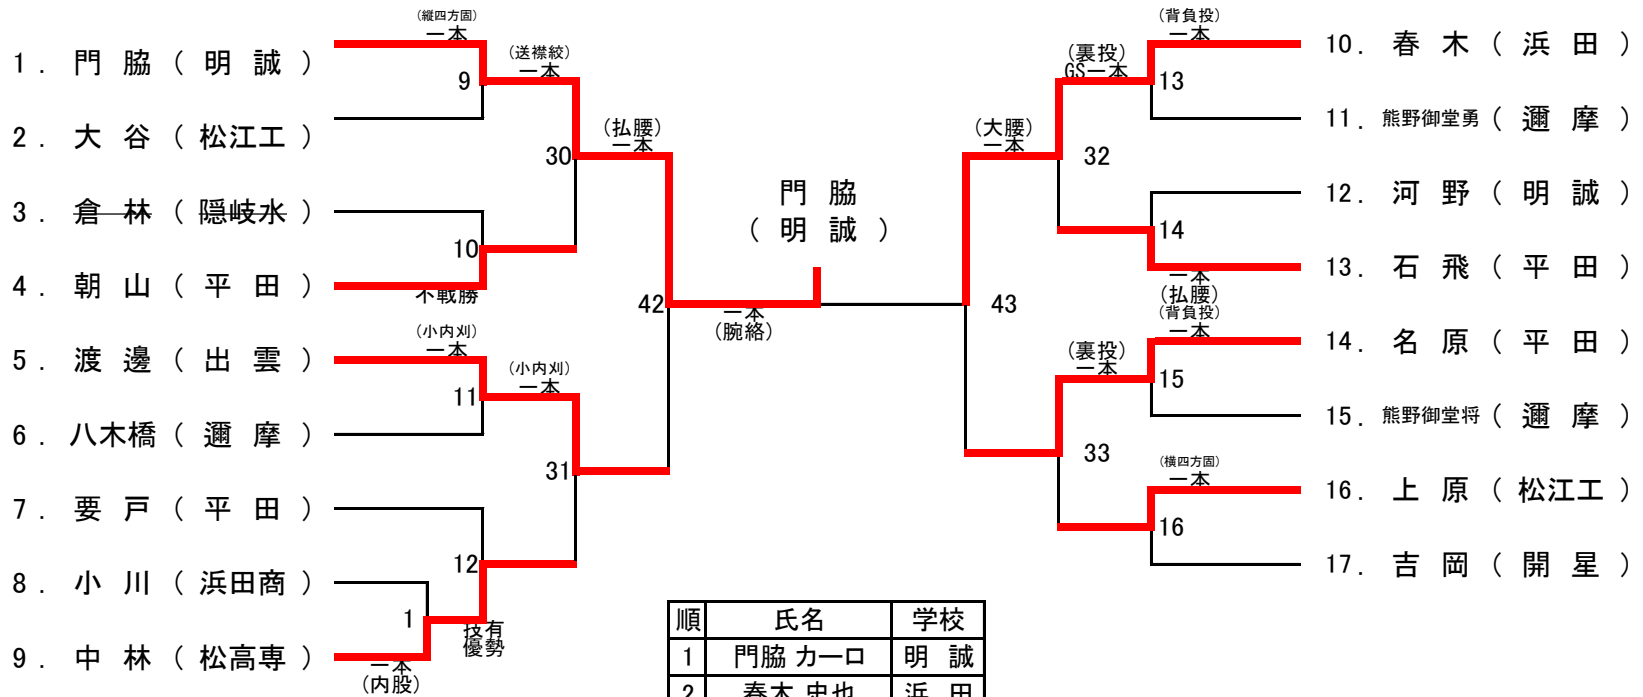 (縦四方固)
一本
1. 門脇(明誠)
9
(送襟絞)
一本
2. 大谷(松江工)
30
(払腰)
一本
3. 倉林(隠岐水)
10
4. 朝山(平田)
不戦勝
42
(小内刈)
一本
5. 渡邊(出雲)
11
(小内刈)
一本
6. 八木橋(邇摩)
31
7. 要戸(平田)
12
8. 小川(浜田商)
1
技有
優勢
9. 中林(松高専)
一本
(内股)
門脇
(明誠)
一本
(腕絡)
(背負投)
一本
10. 春木(浜田)
(裏投)
GS一本
13
11. 熊野御堂勇(邇摩)
(大腰)
一本
32
12. 河野(明誠)
14
13. 石飛(平田)
一本
(払腰)
43
(背負投)
一本
14. 名原(平田)
(裏投)
一本
15
15. 熊野御堂将(邇摩)
33
(横四方固)
一本
16. 上原(松江工)
16
17. 吉岡(開星)
順 氏名 学校
1 門脇 カーロ 明誠
2 春木 忠也 浜田